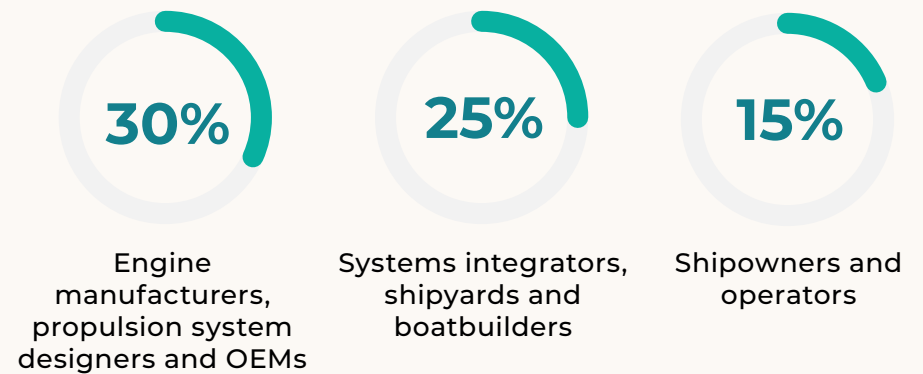 30%
Engine
manufacturers,
propulsion system
designers and OEMs
25%
Systems integrators,
shipyards and
boatbuilders
15%
Shipowners and
operators